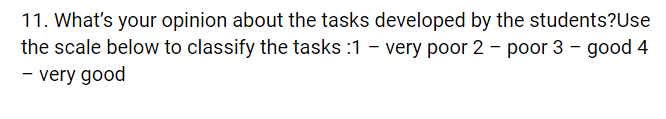 11. What's your opinion about the tasks developed by the students?Use
the scale below to classify the tasks :1 – very poor 2 – poor 3 – good 4
– very good